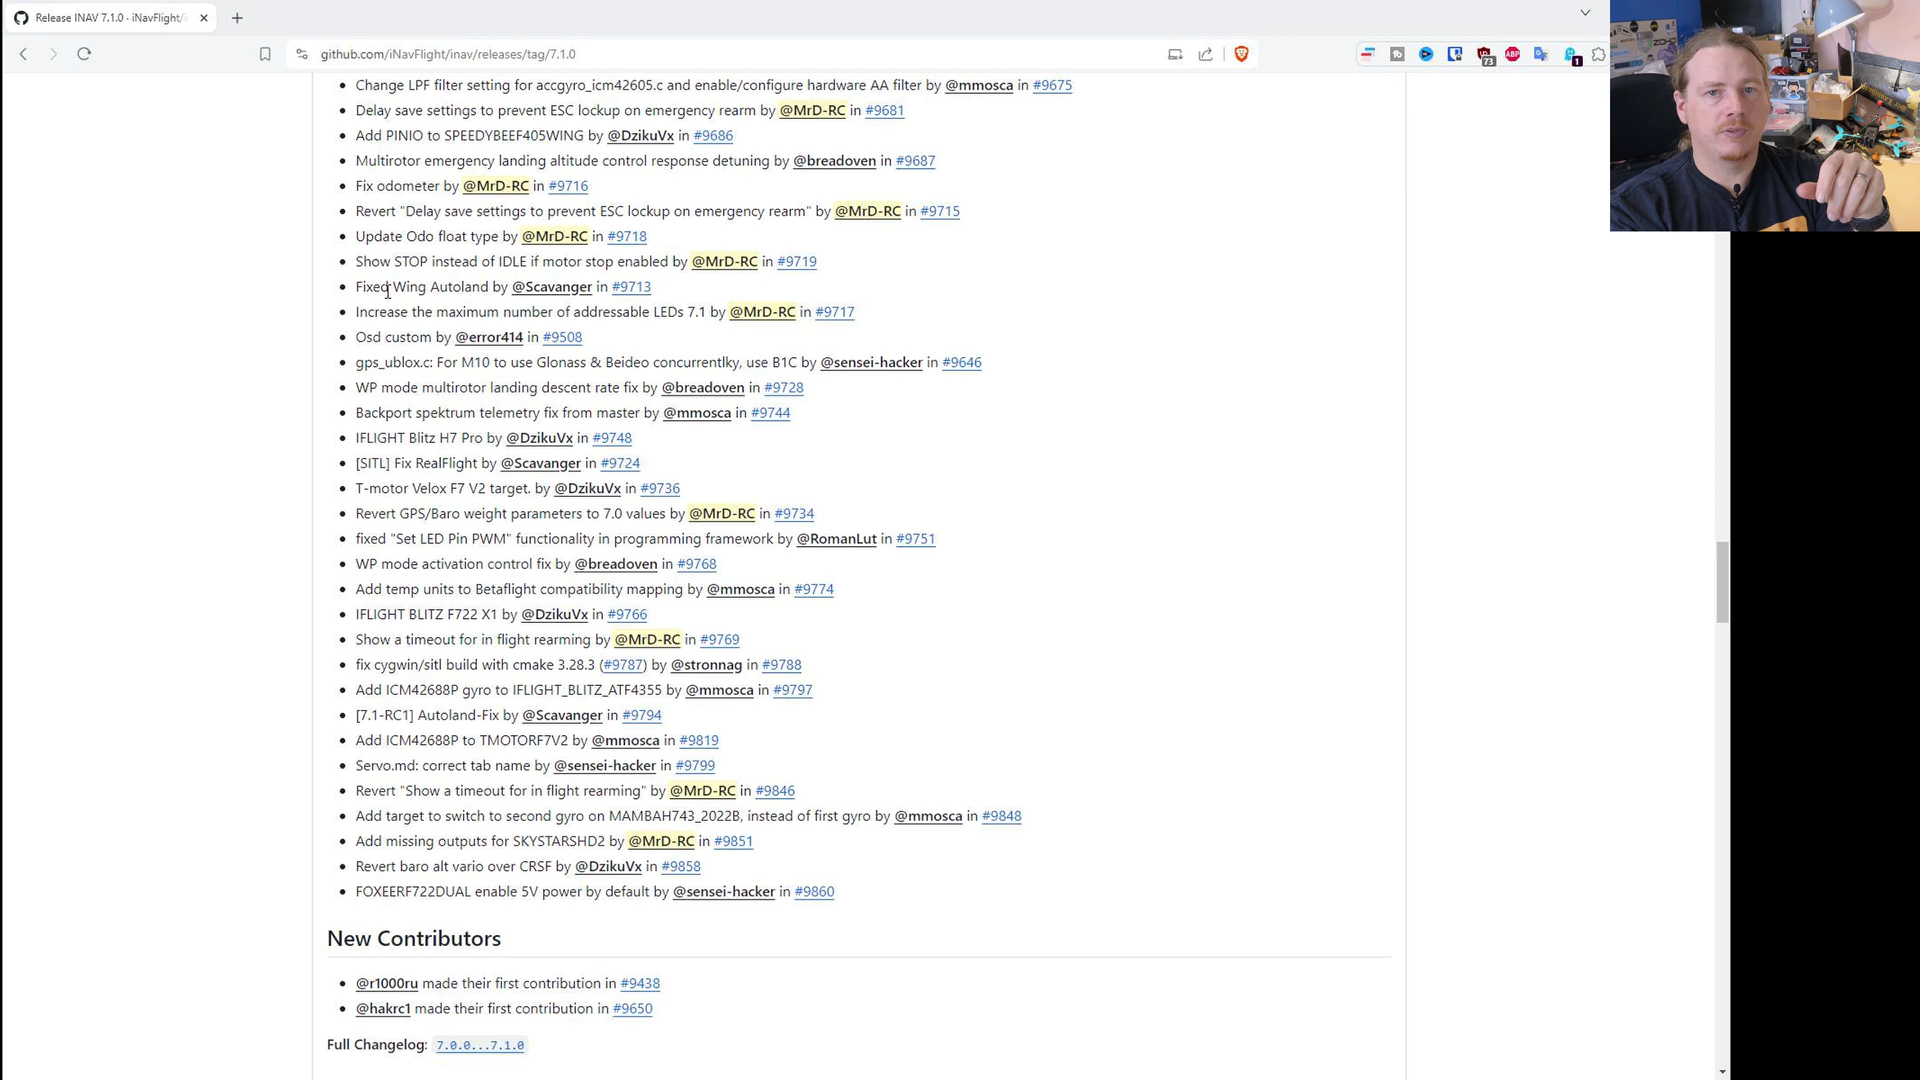 Release INAV 7.1.0 · iNavFlight/i
github.com/iNavFlight/inav/releases/tag/7.1.0
73
ABP
1
Change LPF filter setting for accgyro_icm42605.c and enable/configure hardware AA filter by @mmosca in #9675
Delay save settings to prevent ESC lockup on emergency rearm by @MrD-RC in #9681
Add PINIO to SPEEDYBEEF405WING by @DzikuVx in #9686
Multirotor emergency landing altitude control response detuning by @breadoven in #9687
Fix odometer by @MrD-RC in #9716
Revert "Delay save settings to prevent ESC lockup on emergency rearm" by @MrD-RC in #9715
Update Odo float type by @MrD-RC in #9718
Show STOP instead of IDLE if motor stop enabled by @MrD-RC in #9719
Fixed Wing Autoland by @Scavanger in #9713
Increase the maximum number of addressable LEDs 7.1 by @MrD-RC in #9717
Osd custom by @error414 in #9508
gps_ublox.c: For M10 to use Glonass & Beideo concurrentlky, use B1C by @sensei-hacker in #9646
WP mode multirotor landing descent rate fix by @breadoven in #9728
Backport spektrum telemetry fix from master by @mmosca in #9744
IFLIGHT Blitz H7 Pro by @DzikuVx in #9748
[SITL] Fix RealFlight by @Scavanger in #9724
T-motor Velox F7 V2 target. by @DzikuVx in #9736
Revert GPS/Baro weight parameters to 7.0 values by @MrD-RC in #9734
fixed "Set LED Pin PWM" functionality in programming framework by @RomanLut in #9751
WP mode activation control fix by @breadoven in #9768
Add temp units to Betaflight compatibility mapping by @mmosca in #9774
IFLIGHT BLITZ F722 X1 by @DzikuVx in #9766
Show a timeout for in flight rearming by @MrD-RC in #9769
fix cygwin/sitl build with cmake 3.28.3 (#9787) by @stronnag in #9788
Add ICM42688P gyro to IFLIGHT_BLITZ_ATF4355 by @mmosca in #9797
[7.1-RC1] Autoland-Fix by @Scavanger in #9794
Add ICM42688P to TMOTORF7V2 by @mmosca in #9819
Servo.md: correct tab name by @sensei-hacker in #9799
Revert "Show a timeout for in flight rearming" by @MrD-RC in #9846
Add target to switch to second gyro on MAMBAH743_2022B, instead of first gyro by @mmosca in #9848
Add missing outputs for SKYSTARSHD2 by @MrD-RC in #9851
Revert baro alt vario over CRSF by @DzikuVx in #9858
FOXEERF722DUAL enable 5V power by default by @sensei-hacker in #9860
New Contributors
@r1000ru made their first contribution in #9438
@hakrc1 made their first contribution in #9650
Full Changelog: 7.0.0...7.1.0